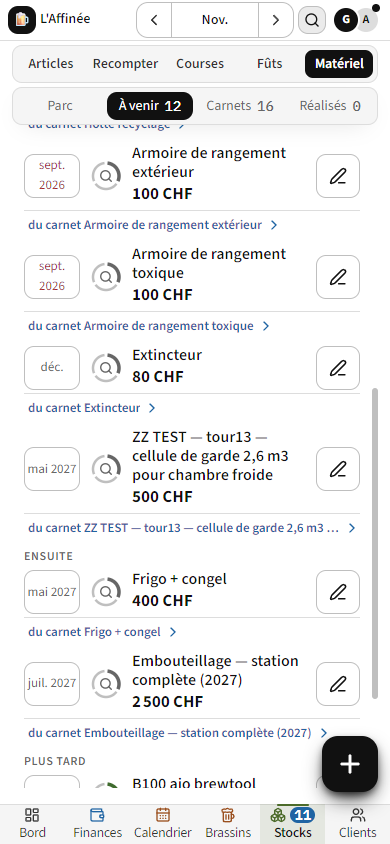 L'Affinée
Nov.
G
A
Articles
Recompter
Courses
Fûts
Matériel
Parc
À venir 12
Carnets 16
Réalisés 0
du carnet Hotte recyclage
sept. 2026
Armoire de rangement
extérieur
100 CHF
du carnet Armoire de rangement extérieur
sept. 2026
Armoire de rangement
toxique
100 CHF
du carnet Armoire de rangement toxique
déc.
Extincteur
80 CHF
du carnet Extincteur
mai 2027
ZZ TEST — tour13 —
cellule de garde 2,6 m3
pour chambre froide
500 CHF
du carnet ZZ TEST — tour13 — cellule de garde 2,6 m3 ...
ENSUITE
mai 2027
Frigo + congel
400 CHF
du carnet Frigo + congel
juil. 2027
Embouteillage — station
complète (2027)
2 500 CHF
du carnet Embouteillage — station complète (2027)
PLUS TARD
B100 aio brewtool
Bord
Finances
Calendrier
Brassins
11
Stocks
Clients